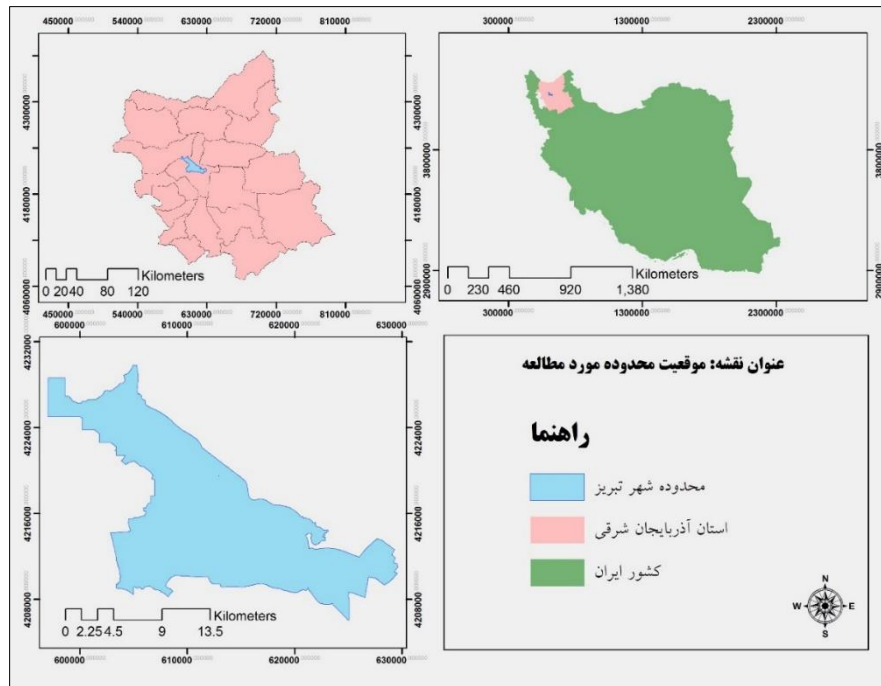 450000 540000 630000 720000 810000
4300000
4180000
4060000
Kilometers
0 20 40 80 120
450000 540000 630000 720000 810000
300000 1300000 2300000
3800000 3800000
2900000 2900000
Kilometers
0 230 460 920 1,380
300000 1300000 2300000
600000 610000 620000 630000
4232000
4224000
4216000
4208000
Kilometers
0 2.25 4.5 9 13.5
600000 610000 620000 630000
عنوان نقشه: موقعیت محدوده مورد مطالعه
راهنما
محدوده شهر تبریز
استان آذربایجان شرقی
کشور ایران
N
W E
S